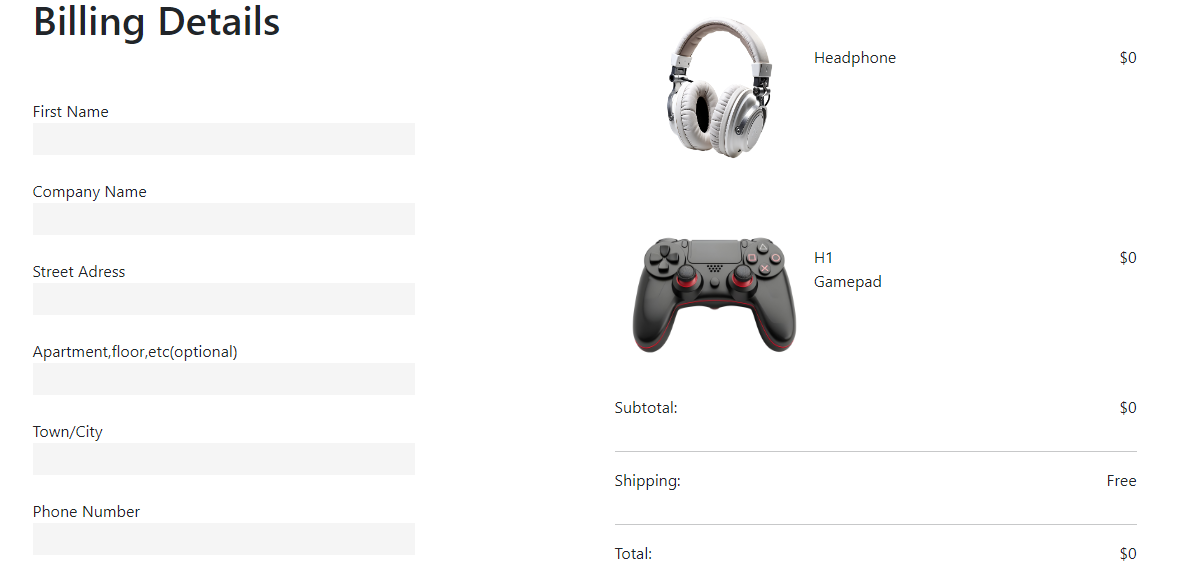 Billing Details
First Name
Company Name
Street Adress
Apartment,floor,etc(optional)
Town/City
Phone Number
Headphone $0
H1 $0
Gamepad
Subtotal: $0
Shipping: Free
Total: $0